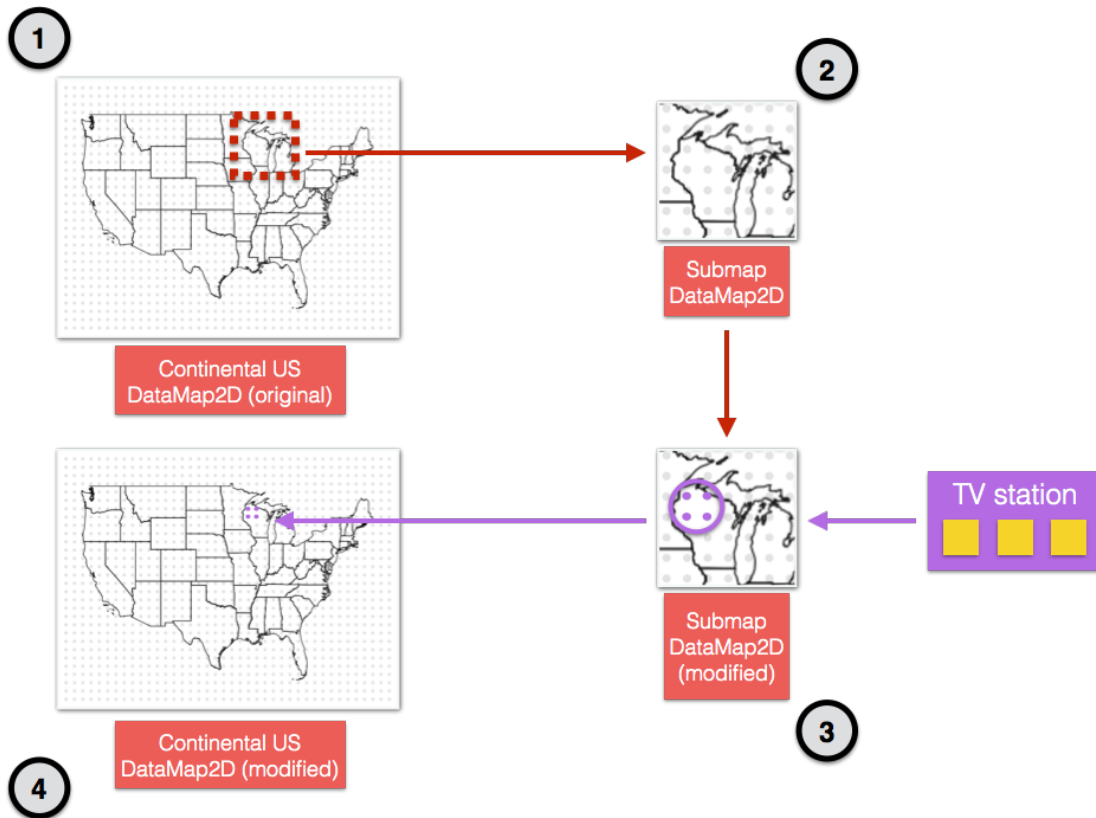 1
2
Submap
DataMap2D
Continental US
DataMap2D (original)
TV station
Submap
DataMap2D
(modified)
3
Continental US
DataMap2D (modified)
4